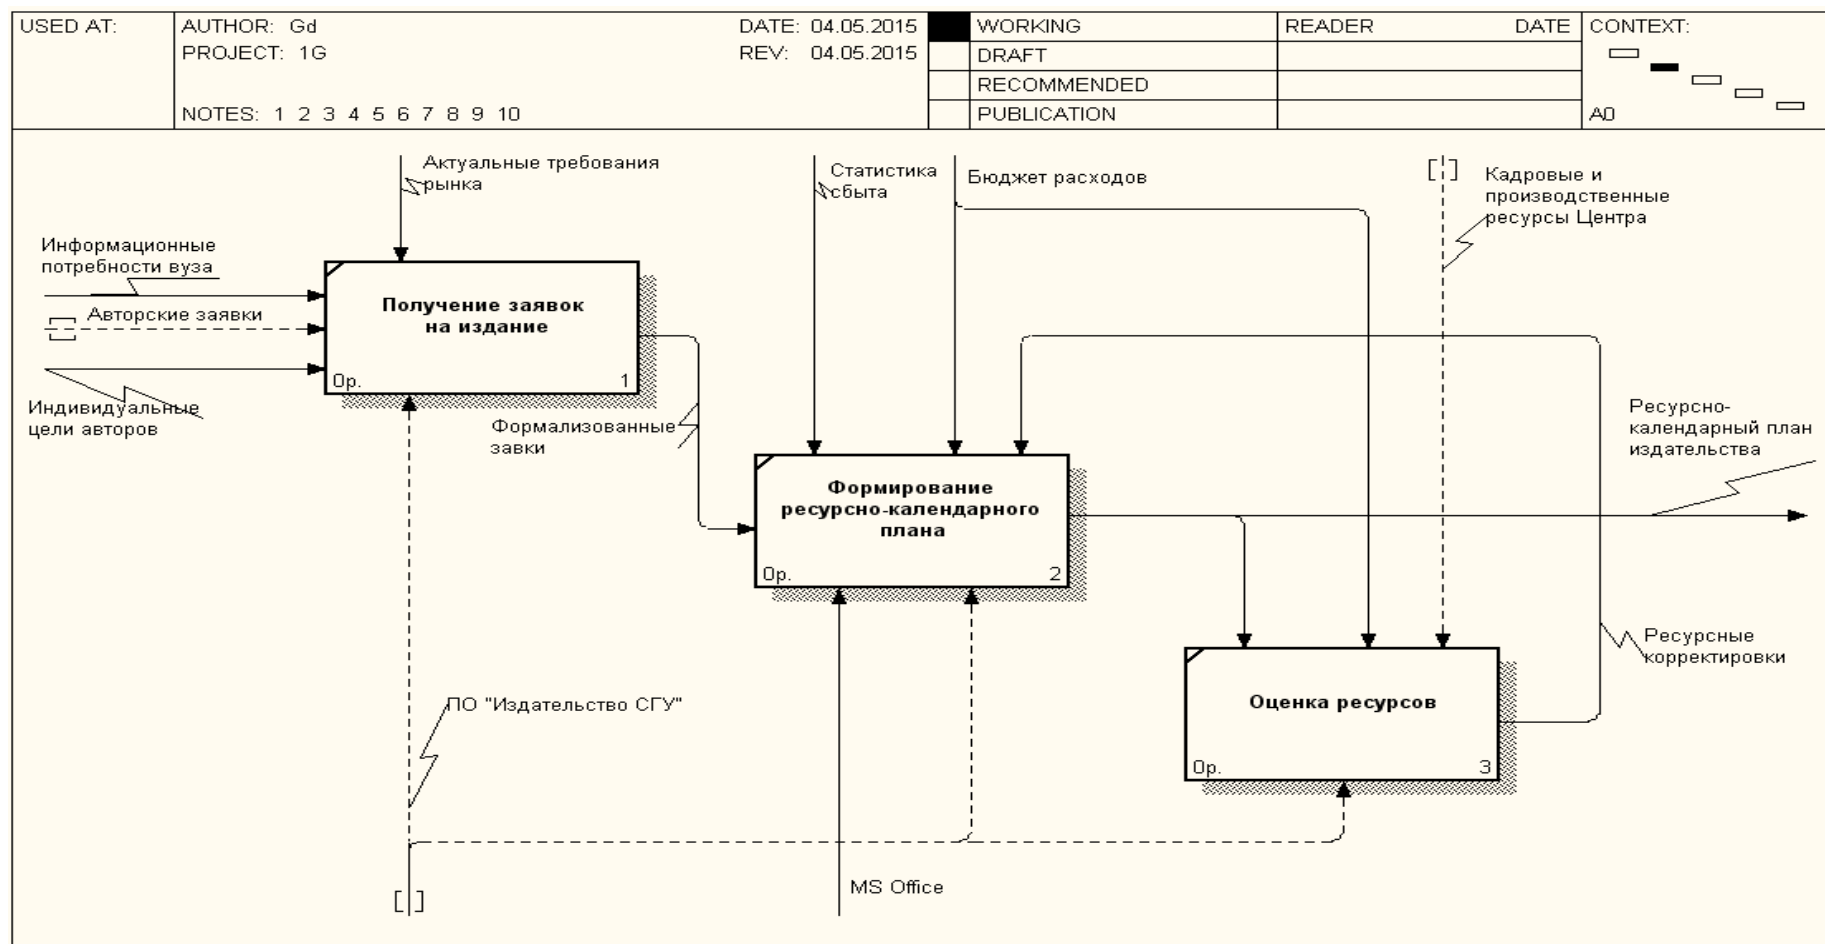 USED AT:
AUTHOR: Gd
DATE: 04.05.2015
WORKING
READER
DATE
CONTEXT:
PROJECT: 1G
REV: 04.05.2015
DRAFT
RECOMMENDED
NOTES: 1 2 3 4 5 6 7 8 9 10
PUBLICATION
A0
Актуальные требования
рынка
Статистика
сбыта
Бюджет расходов
[ ]
Кадровые и
производственные
ресурсы Центра
Информационные
потребности вуза
Авторские заявки
Индивидуальные
цели авторов
Получение заявок
на издание
0р.
1
Формализованные
завки
Ресурсно-
календарный план
издательства
Формирование
ресурсно-календарного
плана
0р.
2
Ресурсные
корректировки
Оценка ресурсов
0р.
3
ПО "Издательство СГУ"
MS Office
[ ]